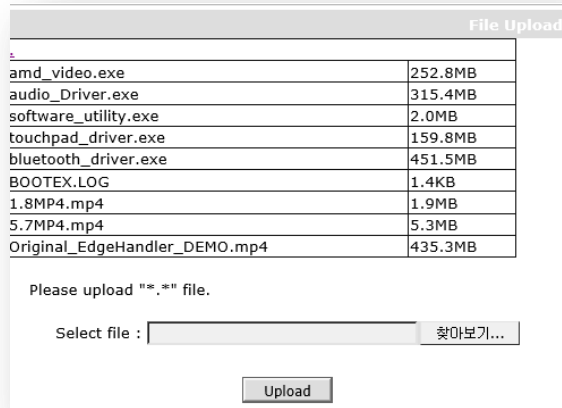 File Upload
.
amd_video.exe 252.8MB
audio_Driver.exe 315.4MB
software_utility.exe 2.0MB
touchpad_driver.exe 159.8MB
bluetooth_driver.exe 451.5MB
BOOTEX.LOG 1.4KB
1.8MP4.mp4 1.9MB
5.7MP4.mp4 5.3MB
Original_EdgeHandler_DEMO.mp4 435.3MB
Please upload "*.*" file.
Select file : 찾아보기...
Upload